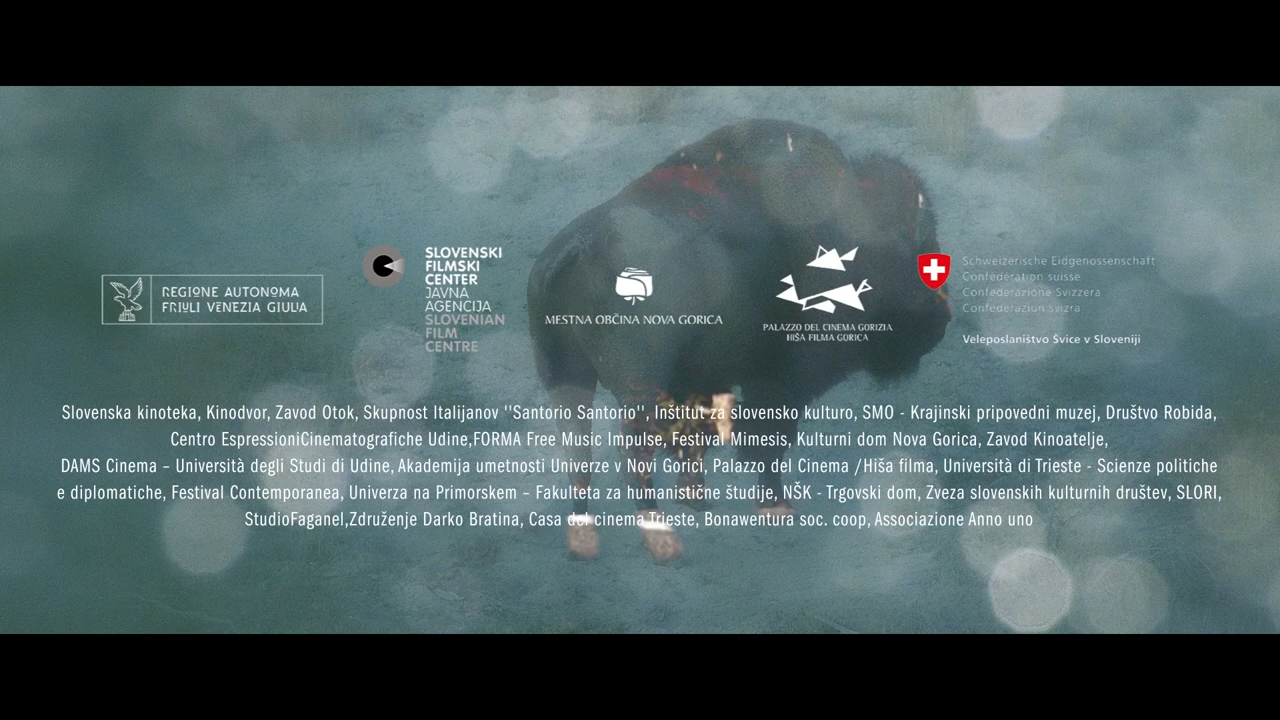 REGIONE AUTONOMA
FRIULI VENEZIA GIULIA
SLOVENSKI
FILMSKI
CENTER
JAVNA
AGENCIJA
SLOVENIAN
FILM
CENTRE
MESTNA OBČINA NOVA GORICA
PALAZZO DEL CINEMA GORIZIA
HIŠA FILMA GORICA
Schweizerische Eidgenossenschaft
Confédération suisse
Confederazione Svizzera
Confederaziun svizra
Veleposlaništvo Švice v Sloveniji
Slovenska kinoteka, Kinodvor, Zavod Otok, Skupnost Italijanov ''Santorio Santorio'', Inštitut za slovensko kulturo, SMO - Krajinski pripovedni muzej, Društvo Robida,
Centro EspressioniCinematografiche Udine,FORMA Free Music Impulse, Festival Mimesis, Kulturni dom Nova Gorica, Zavod Kinoatelje,
DAMS Cinema – Università degli Studi di Udine, Akademija umetnosti Univerze v Novi Gorici, Palazzo del Cinema /Hiša filma, Università di Trieste - Scienze politiche
e diplomatiche, Festival Contemporanea, Univerza na Primorskem – Fakulteta za humanistične študije, NŠK - Trgovski dom, Zveza slovenskih kulturnih društev, SLORI,
StudioFaganel,Združenje Darko Bratina, Casa del cinema Trieste, Bonawentura soc. coop, Associazione Anno uno